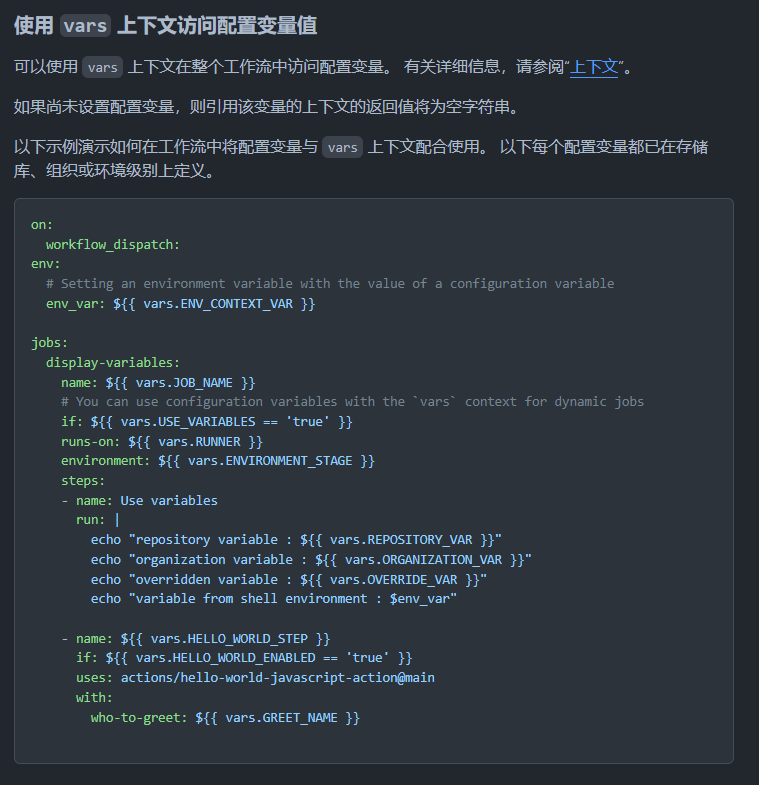 使用 vars 上下文访问配置变量值
可以使用 vars 上下文在整个工作流中访问配置变量。 有关详细信息，请参阅“上下文”。
如果尚未设置配置变量，则引用该变量的上下文的返回值将为空字符串。
以下示例演示如何在工作流中将配置变量与 vars 上下文配合使用。 以下每个配置变量都已在存储
库、组织或环境级别上定义。
on:
  workflow_dispatch:
env:
  # Setting an environment variable with the value of a configuration variable
  env_var: ${{ vars.ENV_CONTEXT_VAR }}

jobs:
  display-variables:
    name: ${{ vars.JOB_NAME }}
    # You can use configuration variables with the `vars` context for dynamic jobs
    if: ${{ vars.USE_VARIABLES == 'true' }}
    runs-on: ${{ vars.RUNNER }}
    environment: ${{ vars.ENVIRONMENT_STAGE }}
    steps:
    - name: Use variables
      run: |
        echo "repository variable : ${{ vars.REPOSITORY_VAR }}"
        echo "organization variable : ${{ vars.ORGANIZATION_VAR }}"
        echo "overridden variable : ${{ vars.OVERRIDE_VAR }}"
        echo "variable from shell environment : $env_var"

    - name: ${{ vars.HELLO_WORLD_STEP }}
      if: ${{ vars.HELLO_WORLD_ENABLED == 'true' }}
      uses: actions/hello-world-javascript-action@main
      with:
        who-to-greet: ${{ vars.GREET_NAME }}